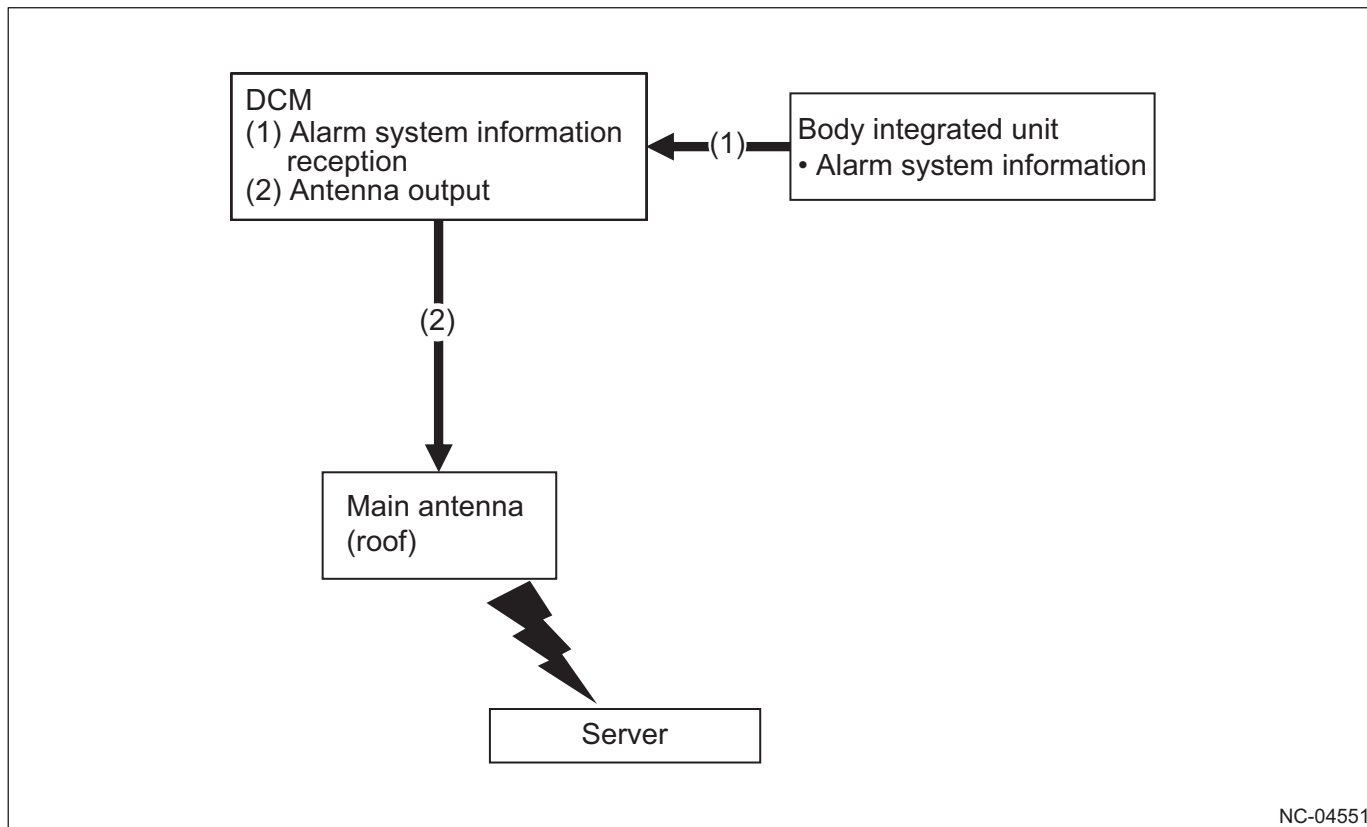 DCM
(1) Alarm system information
reception
(2) Antenna output
(1)
Body integrated unit
• Alarm system information
(2)
Main antenna
(roof)
Server
NC-04551